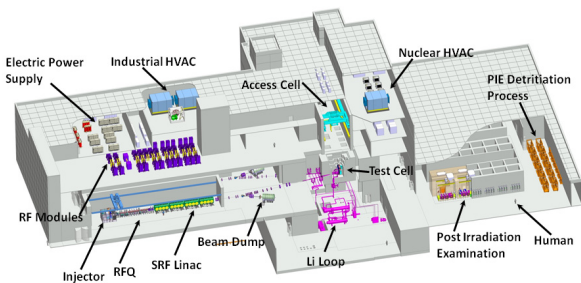 Electric Power
Supply
Industrial HVAC
Nuclear HVAC
Access Cell
PIE Detritiation
Process
RF Modules
Test Cell
Injector
RFQ
SRF Linac
Beam Dump
Li Loop
Post Irradiation
Examination
Human